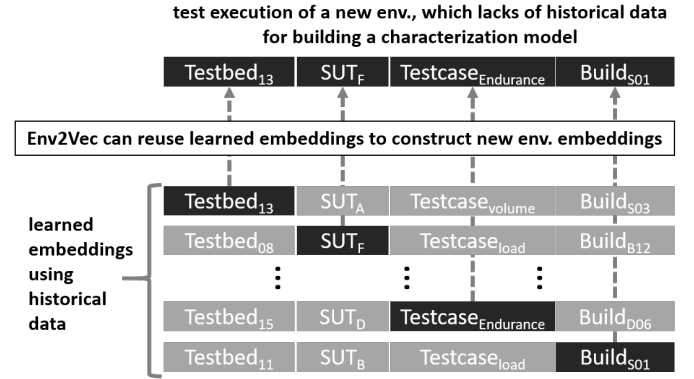 test execution of a new env., which lacks of historical data
for building a characterization model
Testbed13 SUTF TestcaseEndurance BuildS01
Env2Vec can reuse learned embeddings to construct new env. embeddings
learned
embeddings
using
historical
data
Testbed13 SUTA Testcasevolume BuildS03
Testbed08 SUTF Testcaseload BuildB12
Testbed15 SUTD TestcaseEndurance BuildD06
Testbed11 SUTB Testcaseload BuildS01